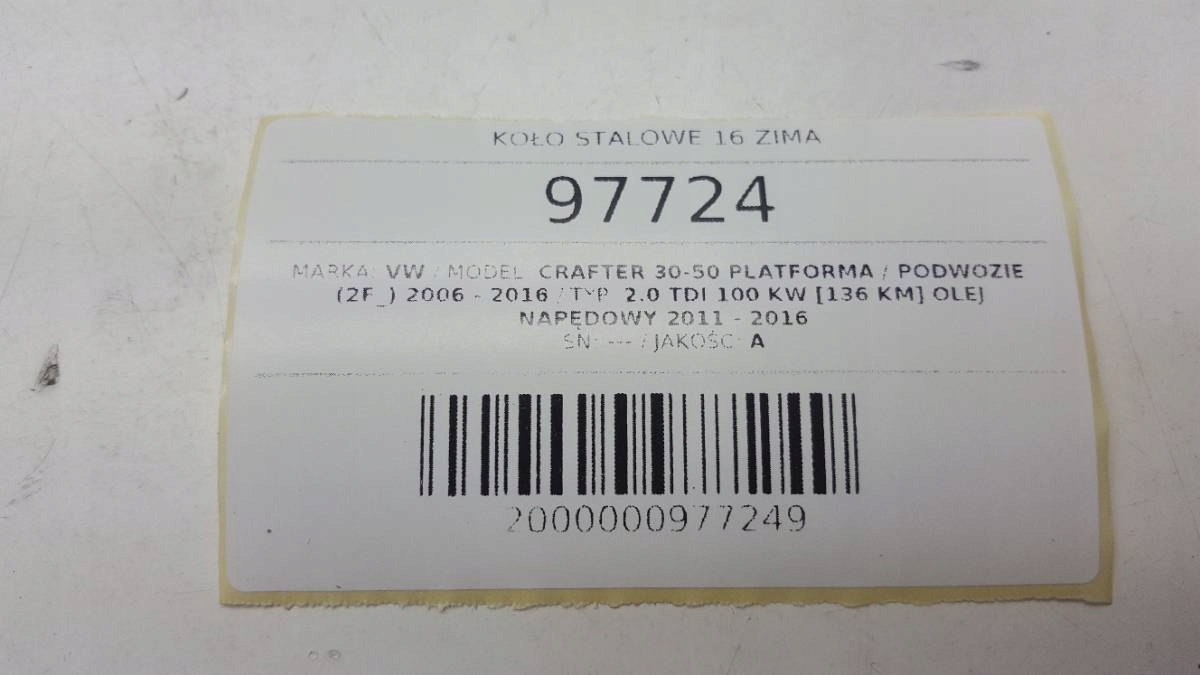 KOŁO STALOWE 16 ZIMA
97724
MARKA: VW / MODEL: CRAFTER 30-50 PLATFORMA / PODWOZIE
(2F_) 2006 - 2016 / TYP: 2.0 TDI 100 KW [136 KM] OLEJ
NAPĘDOWY 2011 - 2016
SN: --- / JAKOŚĆ: A
2000000977249